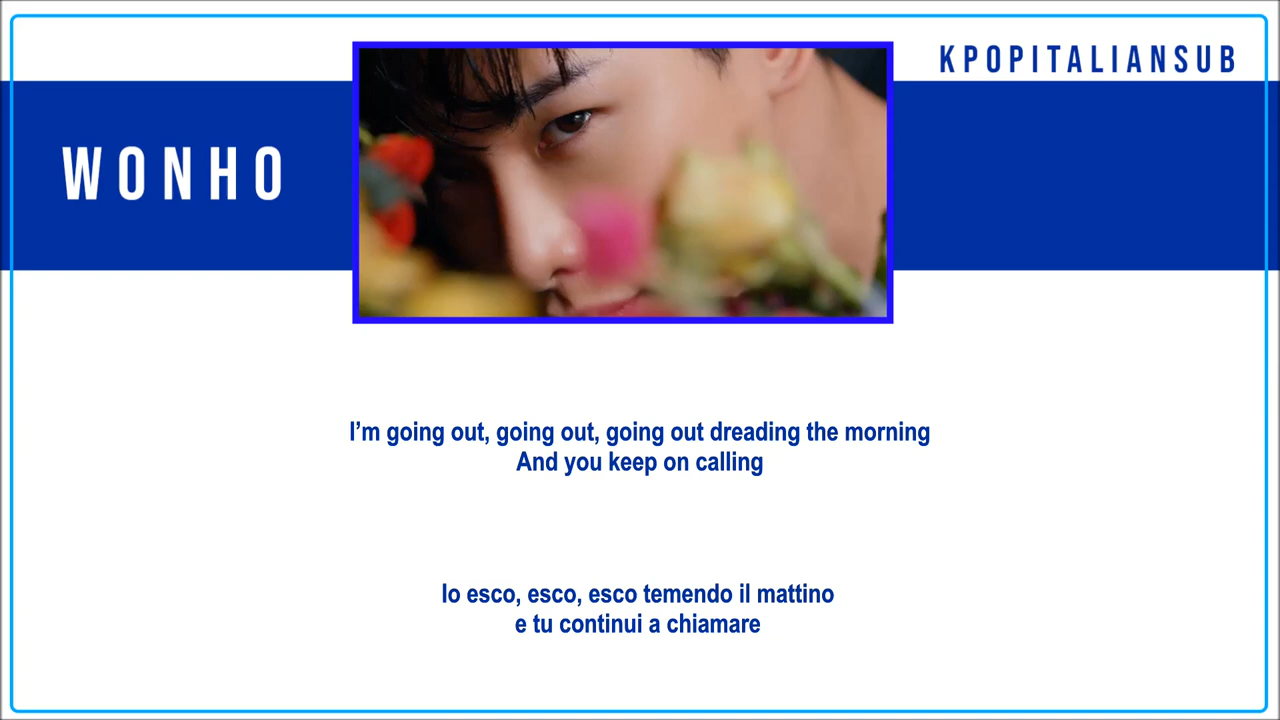 KPOPITALIANSUB
WONHO
I’m going out, going out, going out dreading the morning
And you keep on calling
Io esco, esco, esco temendo il mattino
e tu continui a chiamare